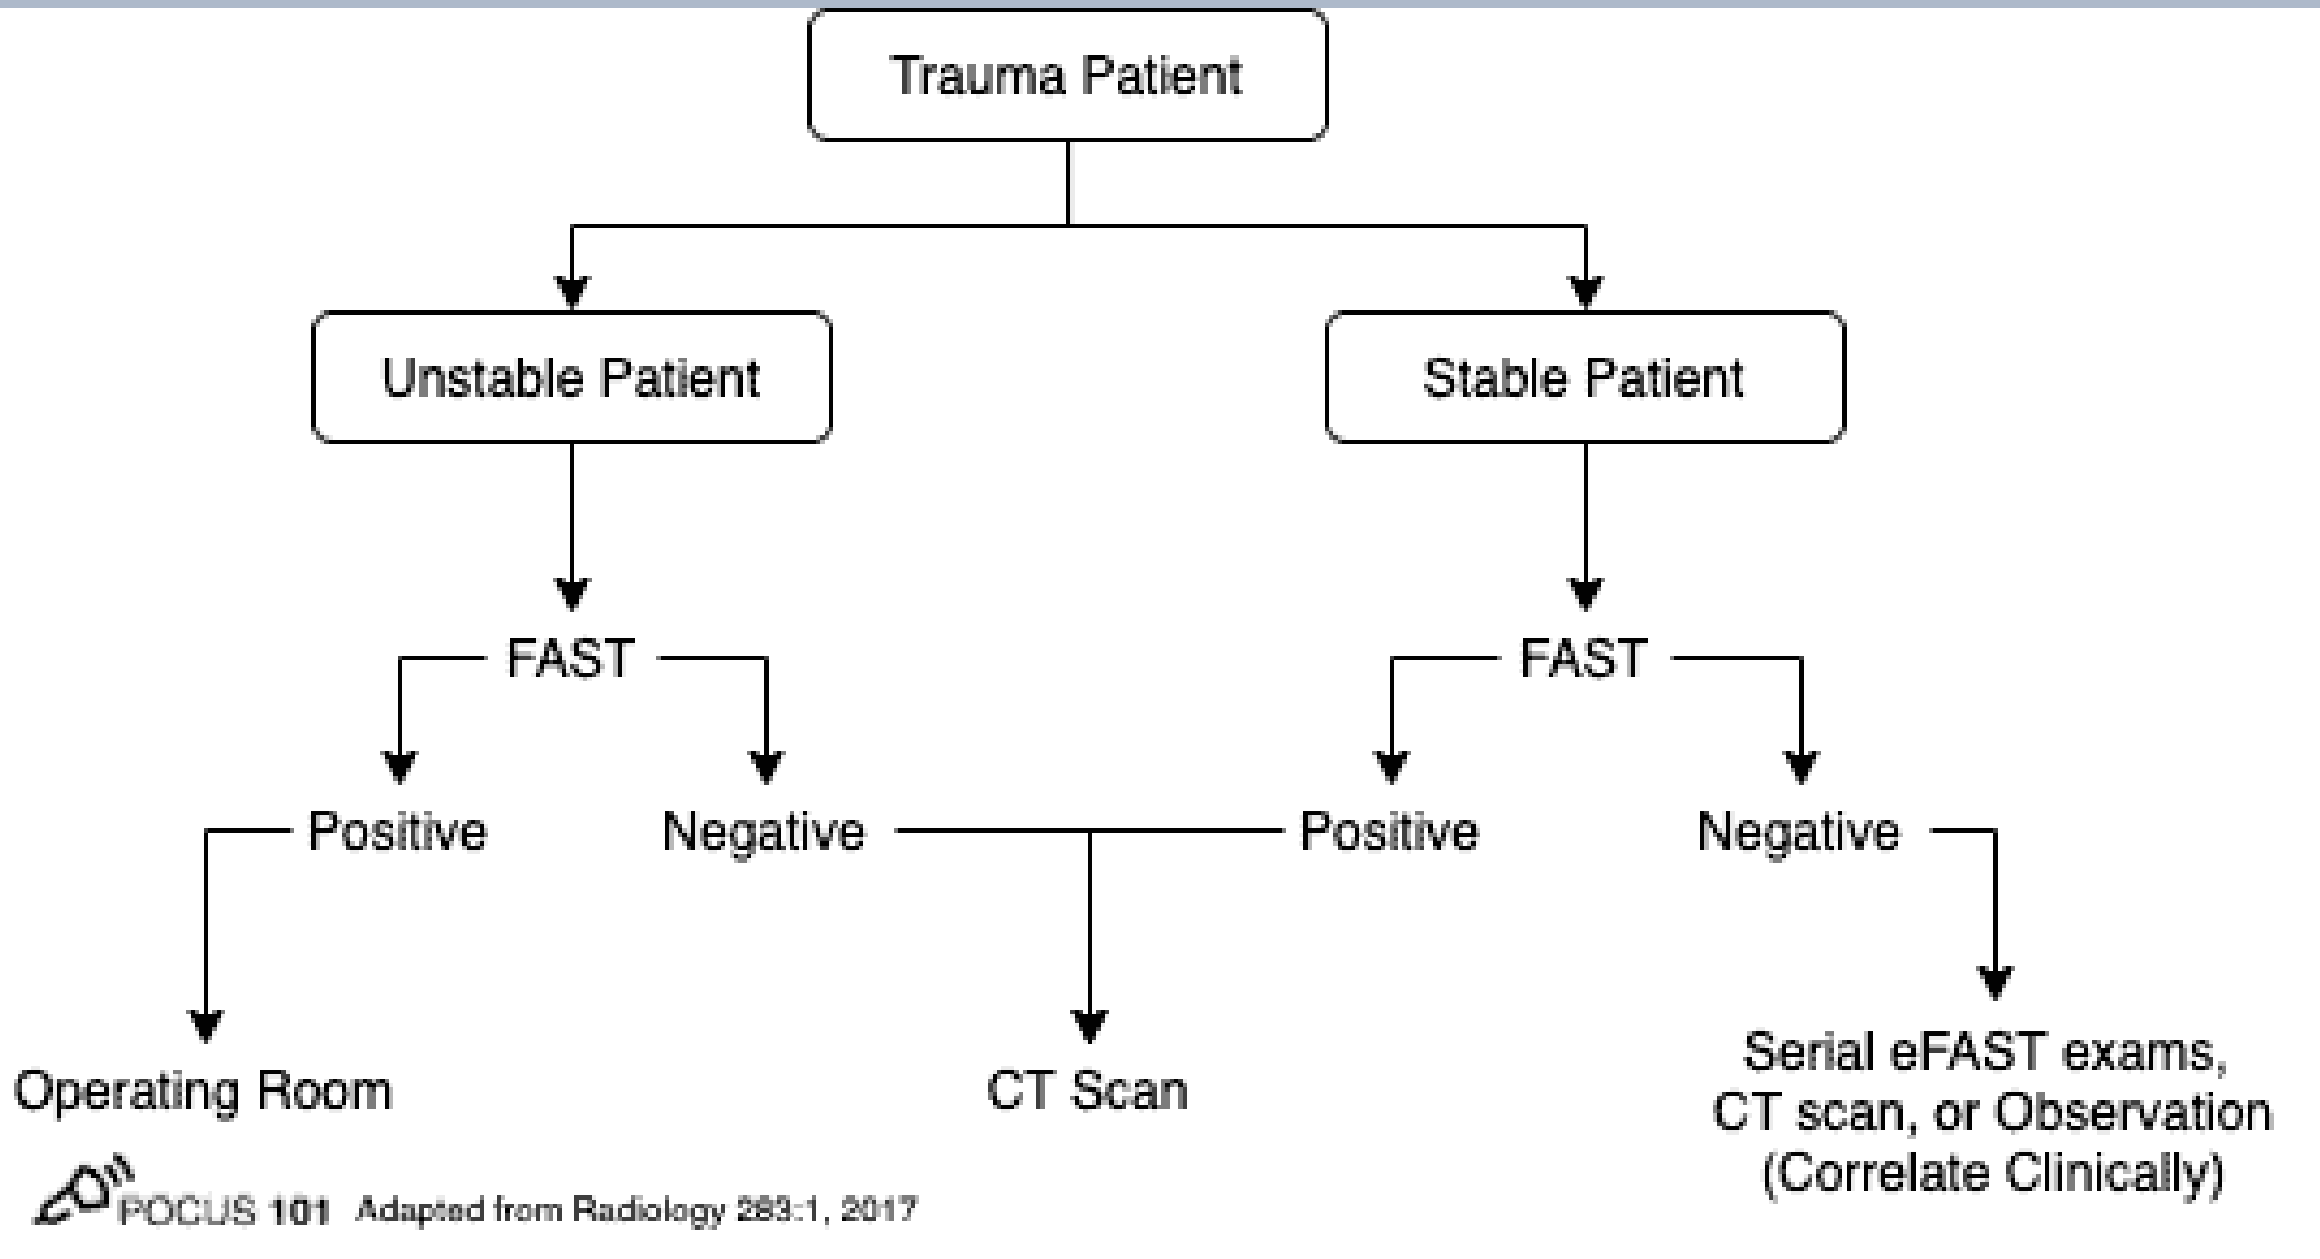 Trauma Patient
Unstable Patient
Stable Patient
FAST
FAST
Positive
Negative
Positive
Negative
Operating Room
CT Scan
Serial eFAST exams,
CT scan, or Observation
(Correlate Clinically)
POCUS 101 Adapted from Radiology 283:1, 2017